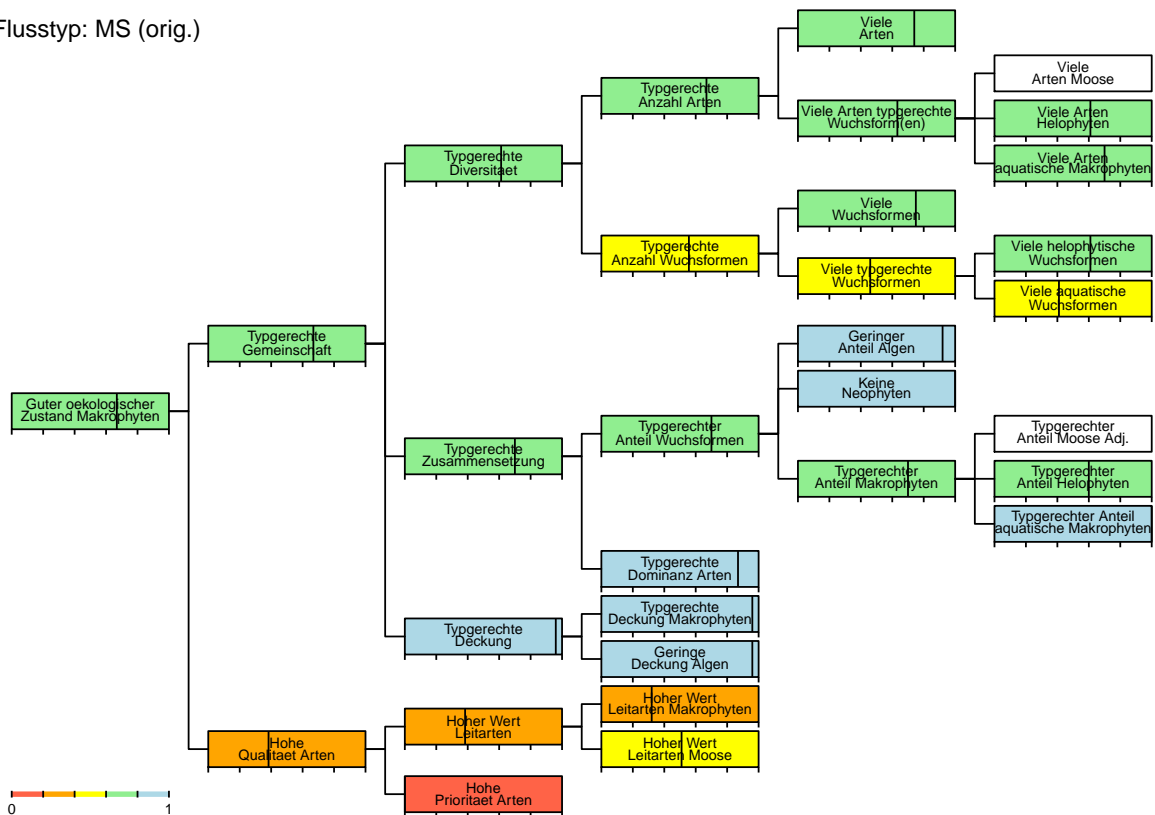 Flusstyp: MS (orig.)
Viele
Arten
Viele
Arten Moose
Typgerechte
Anzahl Arten
Viele Arten typgerechte
Wuchsform(en)
Viele Arten
Helophyten
Typgerechte
Diversitaet
Viele Arten
aquatische Makrophyten
Viele
Wuchsformen
Typgerechte
Anzahl Wuchsformen
Viele helophytische
Wuchsformen
Viele typgerechte
Wuchsformen
Viele aquatische
Wuchsformen
Typgerechte
Gemeinschaft
Geringer
Anteil Algen
Keine
Neophyten
Guter oekologischer
Zustand Makrophyten
Typgerechter
Anteil Wuchsformen
Typgerechter
Anteil Moose Adj.
Typgerechte
Zusammensetzung
Typgerechter
Anteil Makrophyten
Typgerechter
Anteil Helophyten
Typgerechter Anteil
aquatische Makrophyten
Typgerechte
Dominanz Arten
Typgerechte
Deckung Makrophyten
Typgerechte
Deckung
Geringe
Deckung Algen
Hoher Wert
Leitarten Makrophyten
Hoher Wert
Leitarten
Hohe
Qualitaet Arten
Hoher Wert
Leitarten Moose
Hohe
Prioritaet Arten
0 1